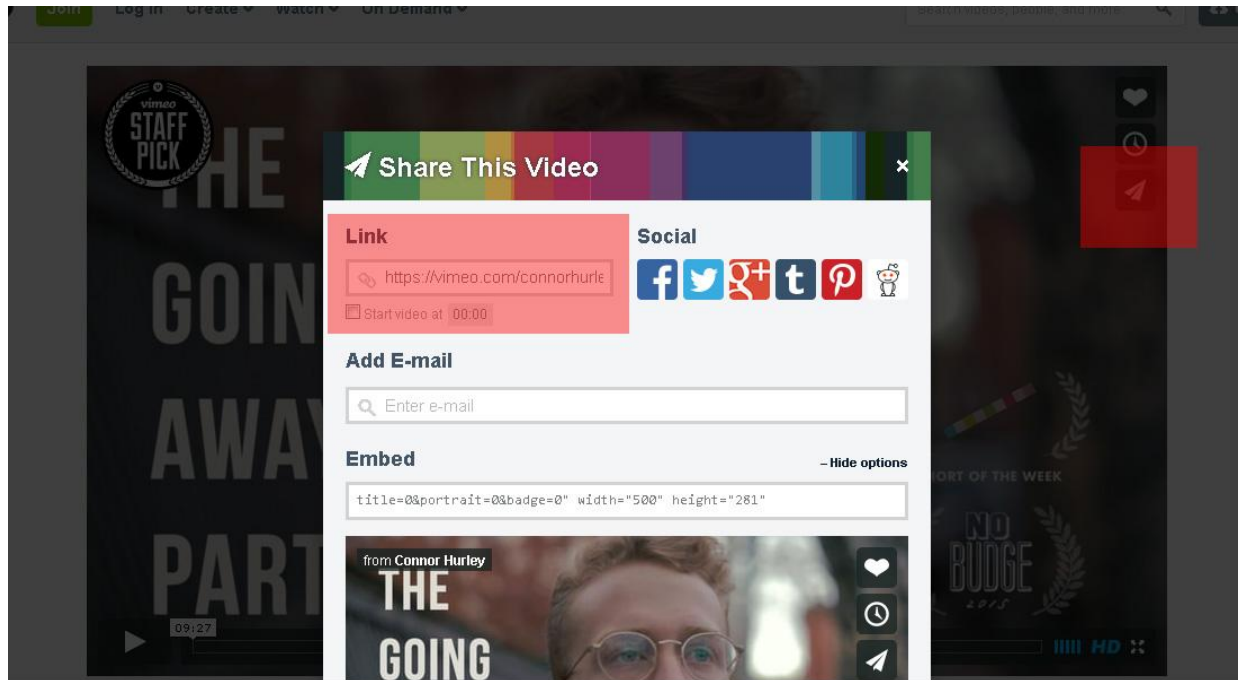 Join Log In Create Watch On Demand Search videos, people, and more
vimeo
STAFF
PICK
THE
GOIN
AWAY
PART
Share This Video ×
Link
https://vimeo.com/connorhurle
Start video at 00:00
Social
f g+ t p
Add E-mail
Enter e-mail
Embed
– Hide options
title=0&portrait=0&badge=0" width="500" height="281"
from Connor Hurley
THE
GOING
ORT OF THE WEEK
NO
BUDGE
2015
09:27
HD